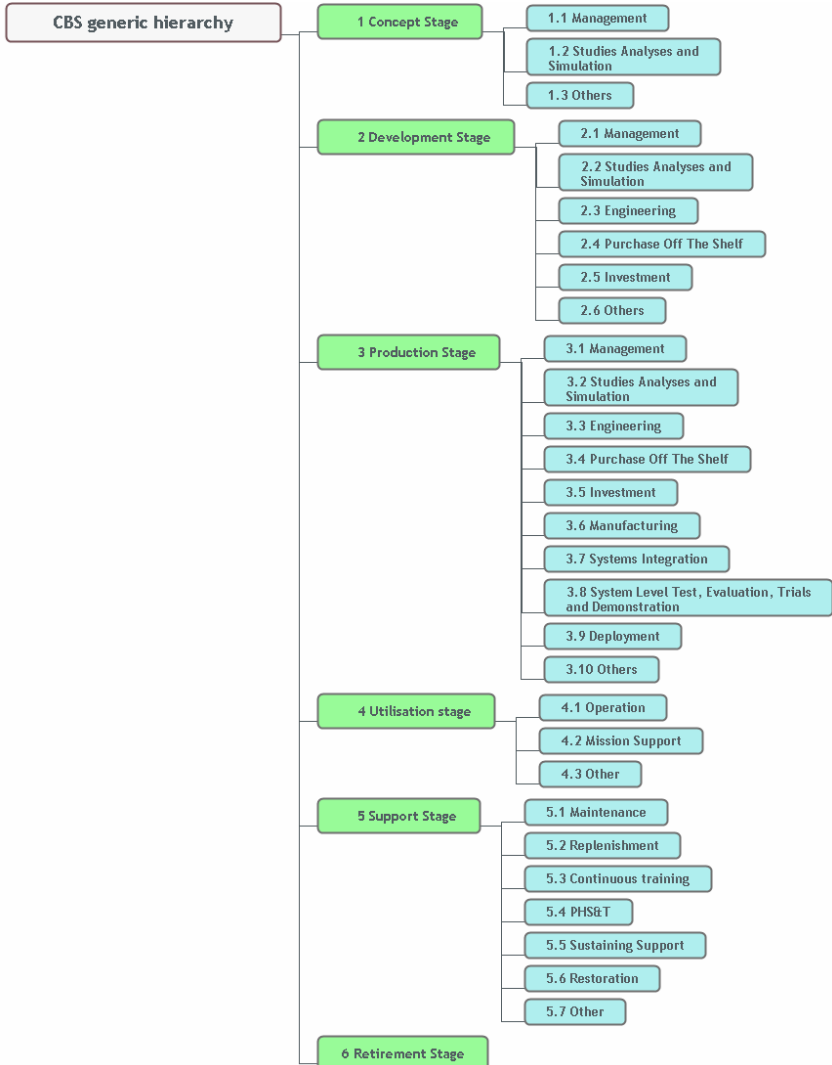 CBS generic hierarchy
1 Concept Stage
1.1 Management
1.2 Studies Analyses and
Simulation
1.3 Others
2 Development Stage
2.1 Management
2.2 Studies Analyses and
Simulation
2.3 Engineering
2.4 Purchase Off The Shelf
2.5 Investment
2.6 Others
3 Production Stage
3.1 Management
3.2 Studies Analyses and
Simulation
3.3 Engineering
3.4 Purchase Off The Shelf
3.5 Investment
3.6 Manufacturing
3.7 Systems Integration
3.8 System Level Test, Evaluation, Trials
and Demonstration
3.9 Deployment
3.10 Others
4 Utilisation stage
4.1 Operation
4.2 Mission Support
4.3 Other
5 Support Stage
5.1 Maintenance
5.2 Replenishment
5.3 Continuous training
5.4 PHS&T
5.5 Sustaining Support
5.6 Restoration
5.7 Other
6 Retirement Stage